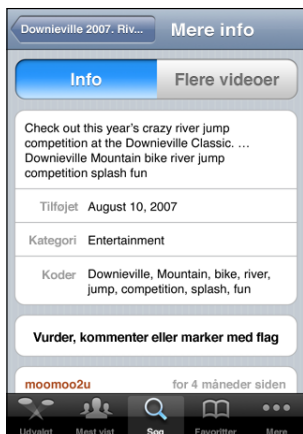 Downieville 2007. Riv...
Mere info
Info
Flere videoer
Check out this year's crazy river jump
competition at the Downieville Classic. ...
Downieville Mountain bike river jump
competition splash fun
Tilføjet August 10, 2007
Kategori Entertainment
Koder Downieville, Mountain, bike, river,
jump, competition, splash, fun
Vurder, kommenter eller marker med flag
moomoo2u for 4 måneder siden
Udvalgt Mest vist Søg Favoritter Mere